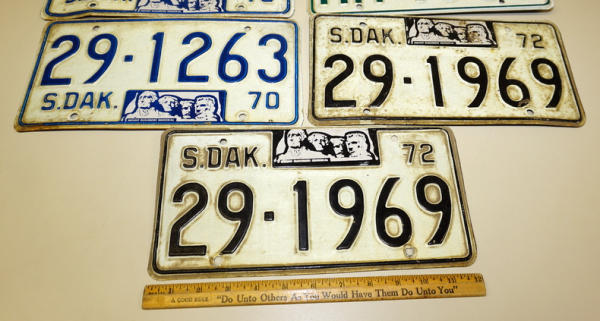 29-1263
S.DAK. 70
S.DAK. 72
29-1969
S.DAK. 72
29-1969
A GOOD RULE "Do Unto Others As You Would Have Them Do Unto You"